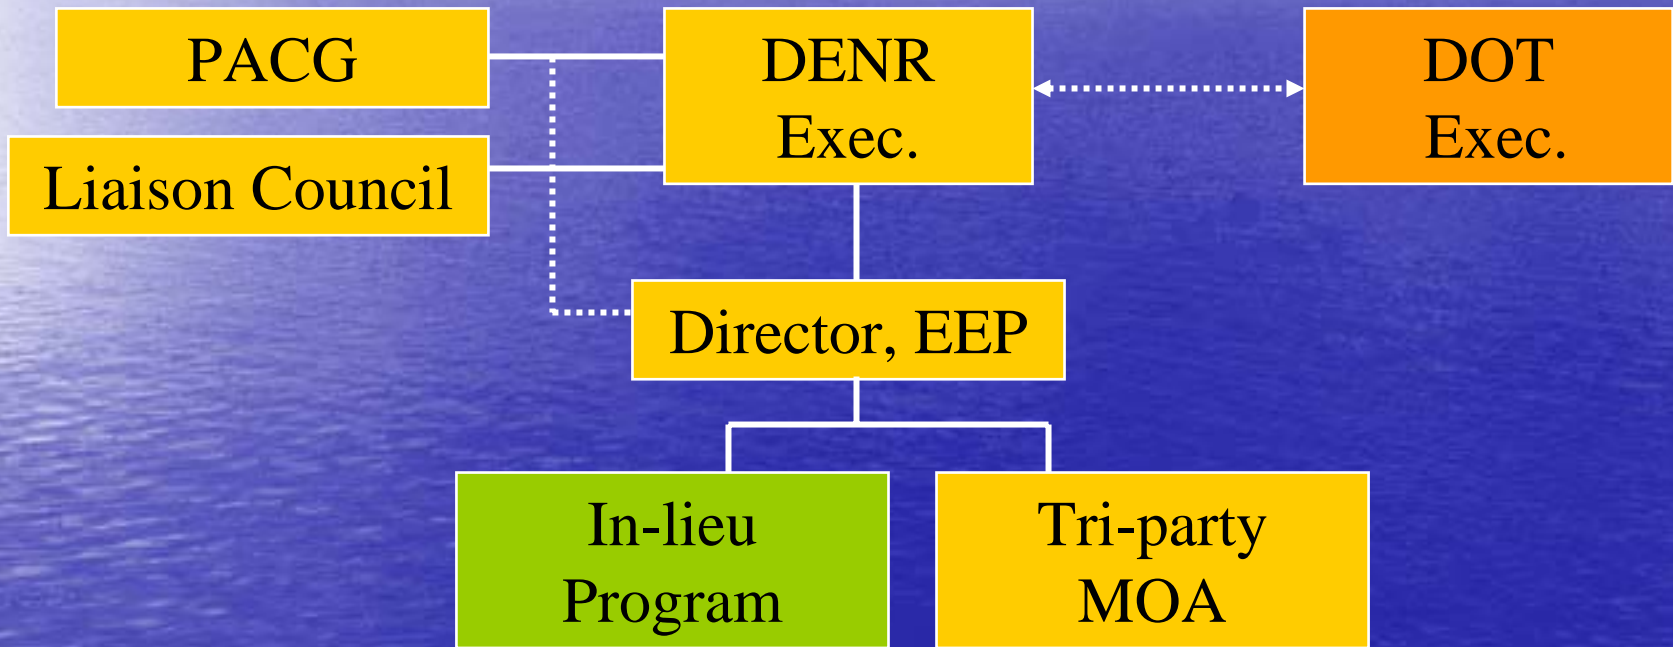 PACG
DENR
Exec.
DOT
Exec.
Liaison Council
Director, EEP
In-lieu
Program
Tri-party
MOA